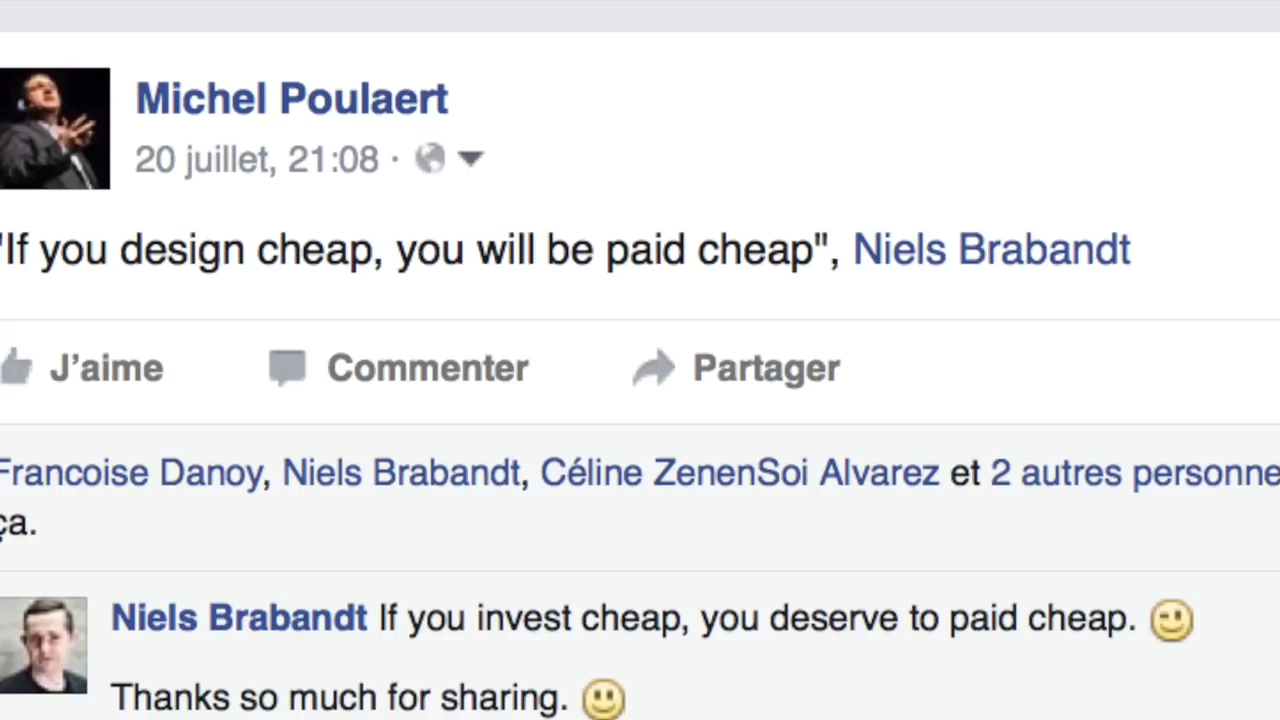 Michel Poulaert
20 juillet, 21:08 ·
"If you design cheap, you will be paid cheap", Niels Brabandt
J’aime Commenter Partager
Francoise Danoy, Niels Brabandt, Céline ZenenSoi Alvarez et 2 autres personne
ça.
Niels Brabandt If you invest cheap, you deserve to paid cheap.
Thanks so much for sharing.